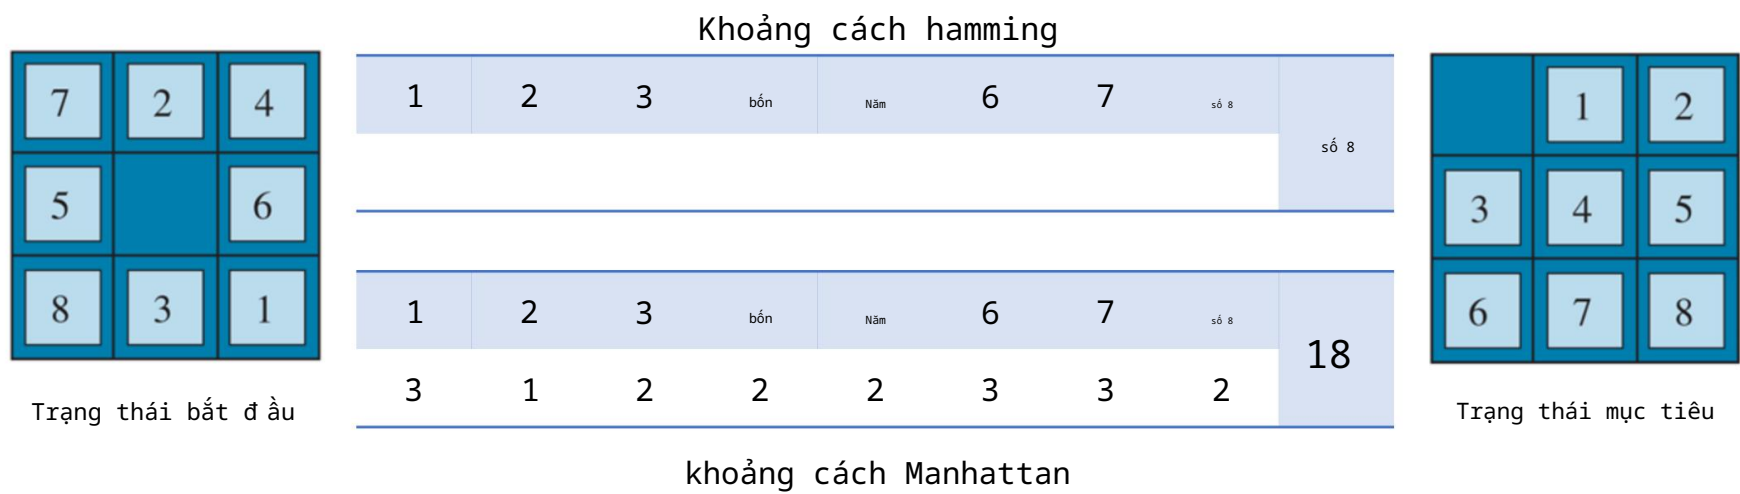 Khoảng cách hamming
7 2 4
5 6
8 3 1
Trạng thái bắt đầu
1 2 3 bốn Năm 6 7 số 8
số 8
1 2 3 bốn Năm 6 7 số 8
18
3 1 2 2 2 3 3 2
khoảng cách Manhattan
1 2
3 4 5
6 7 8
Trạng thái mục tiêu